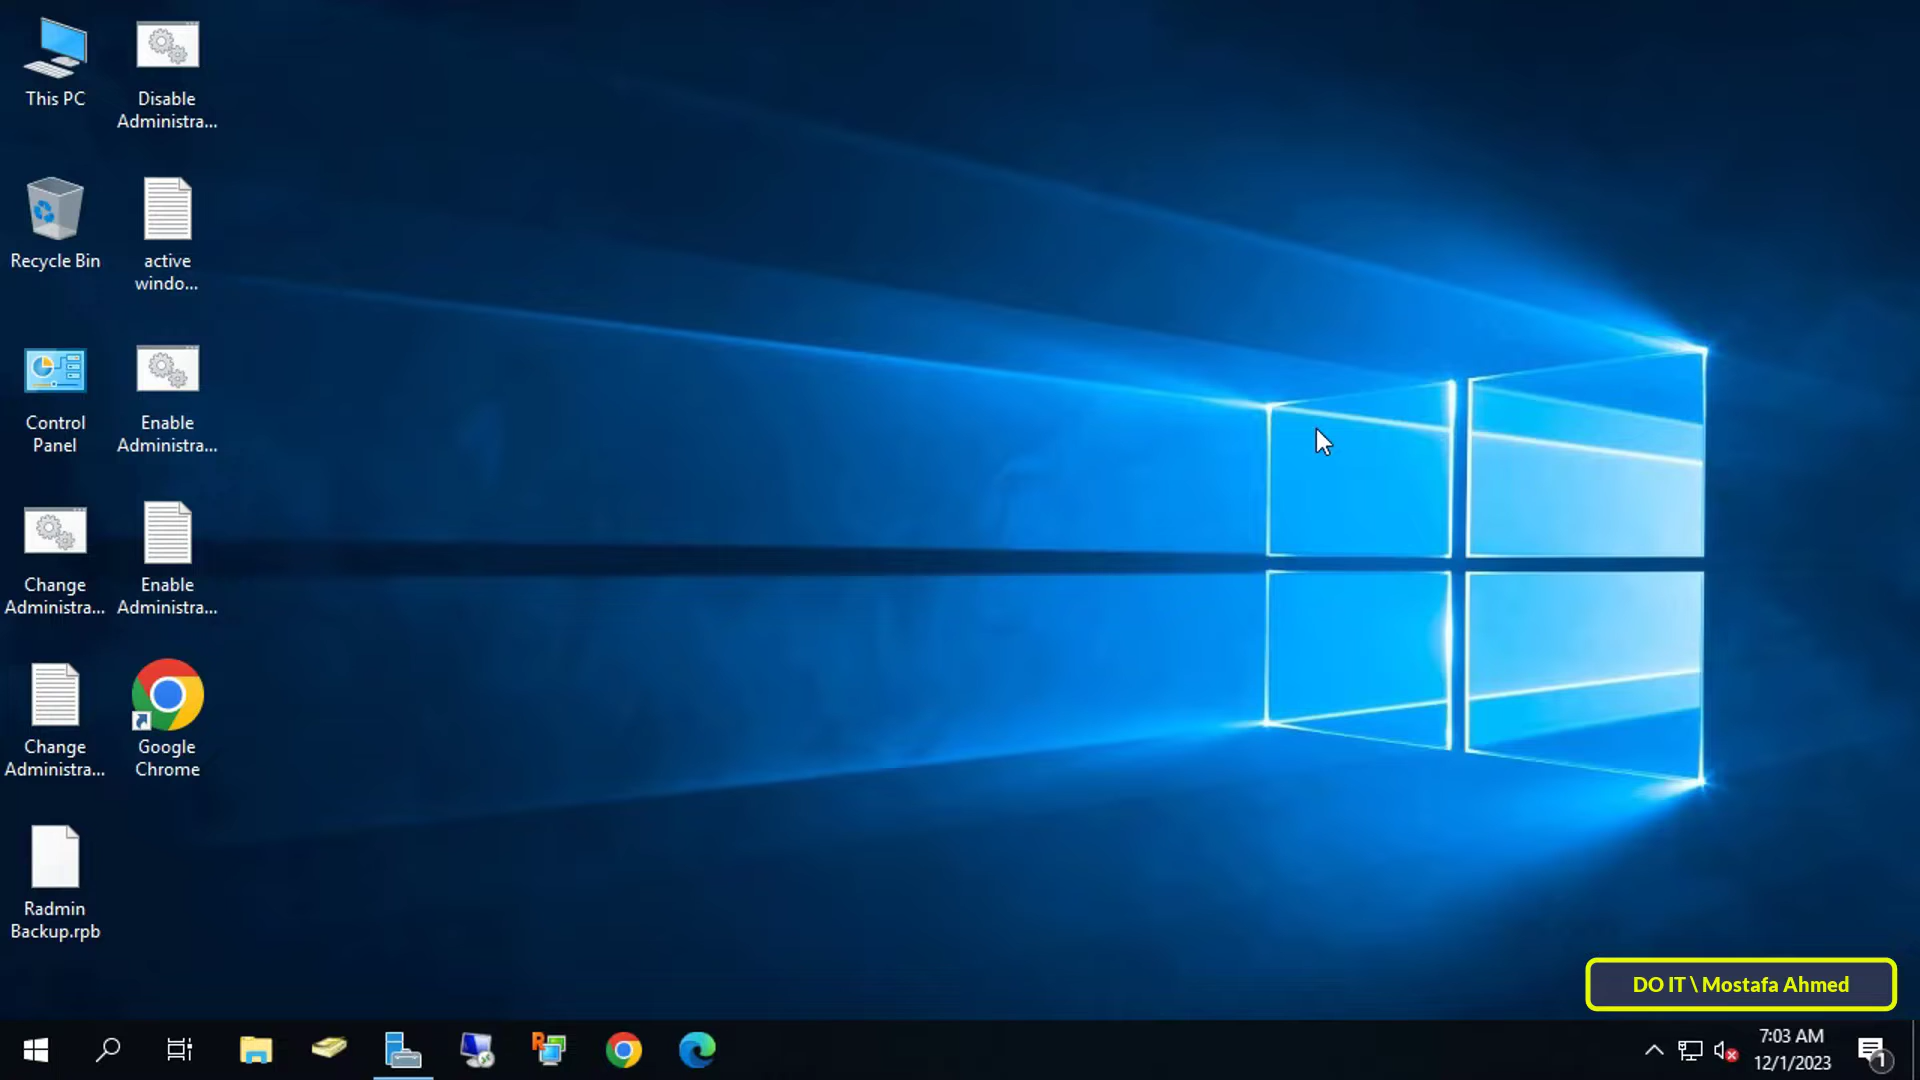 This PC
Disable
Administra...
Recycle Bin
active
windo...
Control
Panel
Enable
Administra...
Change
Administra...
Enable
Administra...
Change
Administra...
Google
Chrome
Radmin
Backup.rpb
DO IT \ Mostafa Ahmed
R
7:03 AM
12/1/2023
1